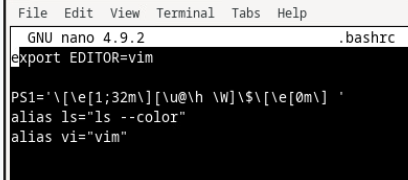 File Edit View Terminal Tabs Help
GNU nano 4.9.2 .bashrc
export EDITOR=vim
PS1='\[\e[1;32m\][\u@\h \W]\$\[\e[0m\] '
alias ls="ls --color"
alias vi="vim"